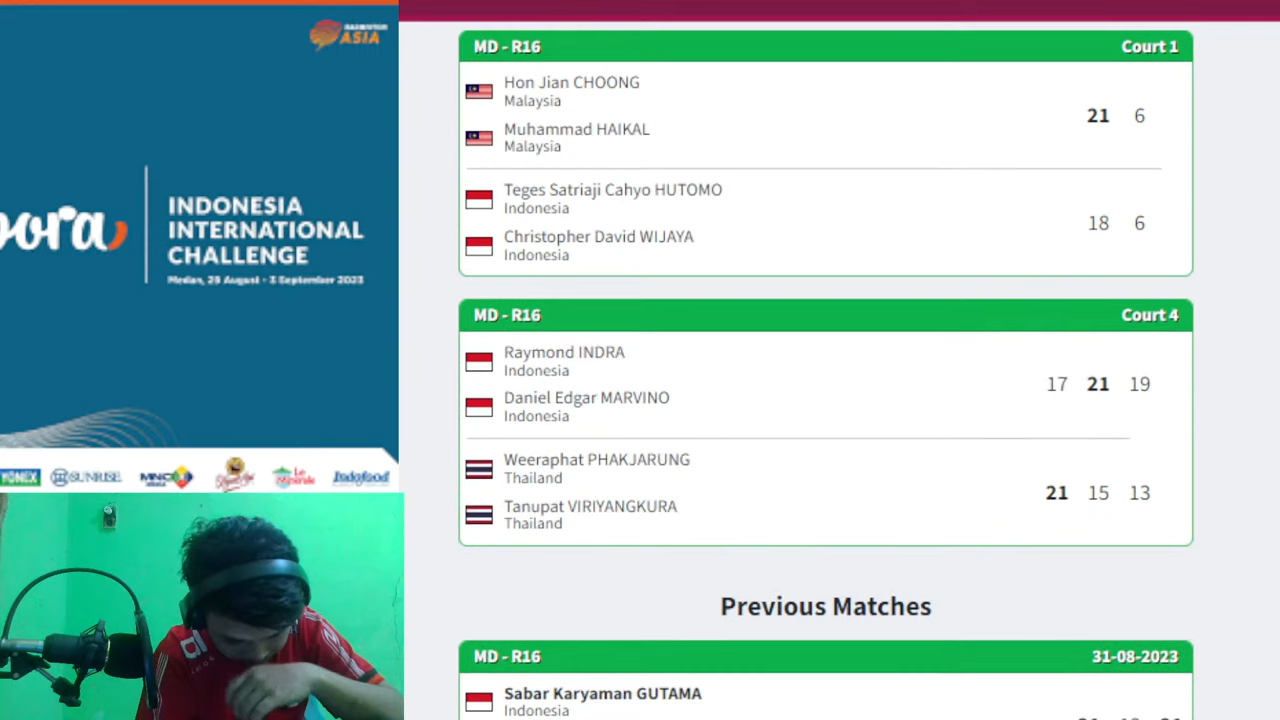 BADMINTON
ASIA
INDONESIA
INTERNATIONAL
CHALLENGE
Medan, 29 August - 3 September 2023
YONEX
SUNRISE
Le
Minerale
Indofood
MD - R16 Court 1
Hon Jian CHOONG
Malaysia
21 6
Muhammad HAIKAL
Malaysia
Teges Satriaji Cahyo HUTOMO
Indonesia
18 6
Christopher David WIJAYA
Indonesia
MD - R16 Court 4
Raymond INDRA
Indonesia
17 21 19
Daniel Edgar MARVINO
Indonesia
Weeraphat PHAKJARUNG
Thailand
21 15 13
Tanupat VIRIYANGKURA
Thailand
Previous Matches
MD - R16 31-08-2023
Sabar Karyaman GUTAMA
Indonesia